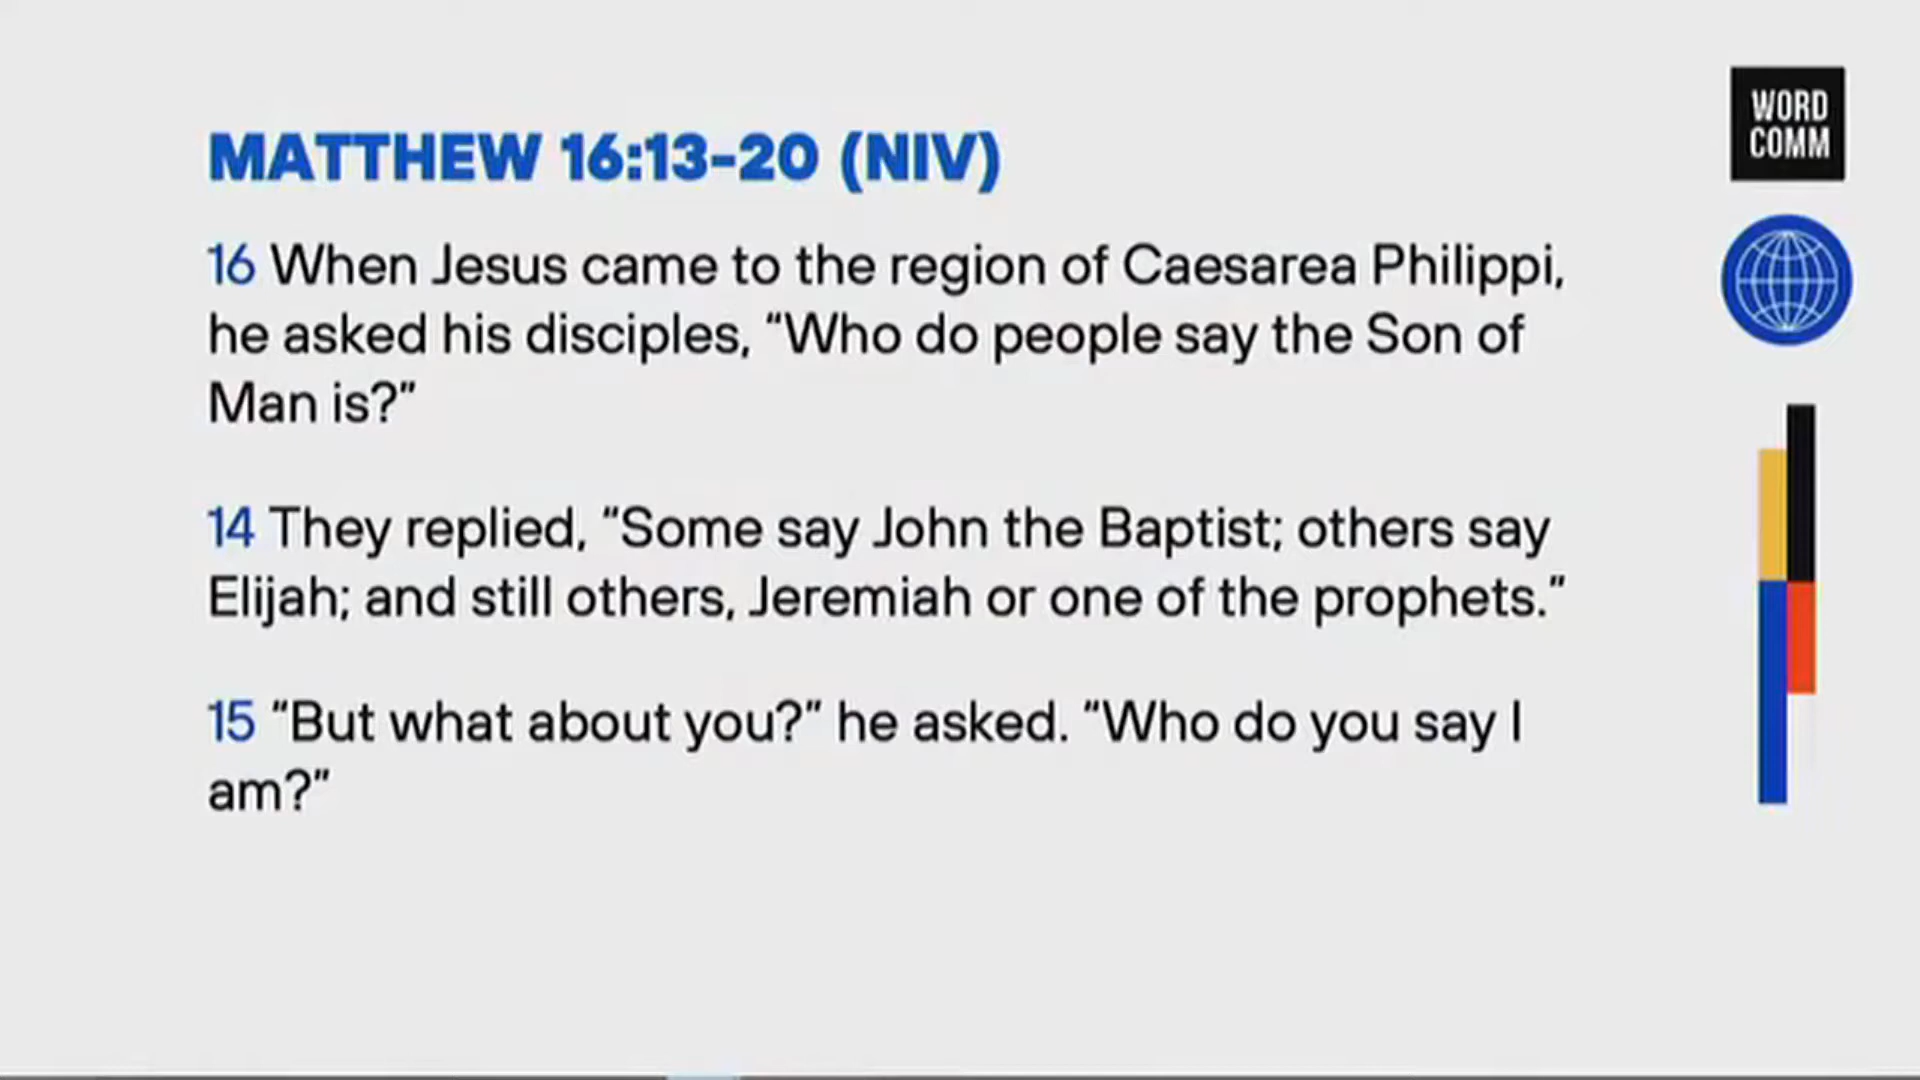 MATTHEW 16:13-20 (NIV)
16 When Jesus came to the region of Caesarea Philippi,
he asked his disciples, “Who do people say the Son of
Man is?”
14 They replied, “Some say John the Baptist; others say
Elijah; and still others, Jeremiah or one of the prophets.”
15 “But what about you?” he asked. “Who do you say I
am?”
WORD
COMM